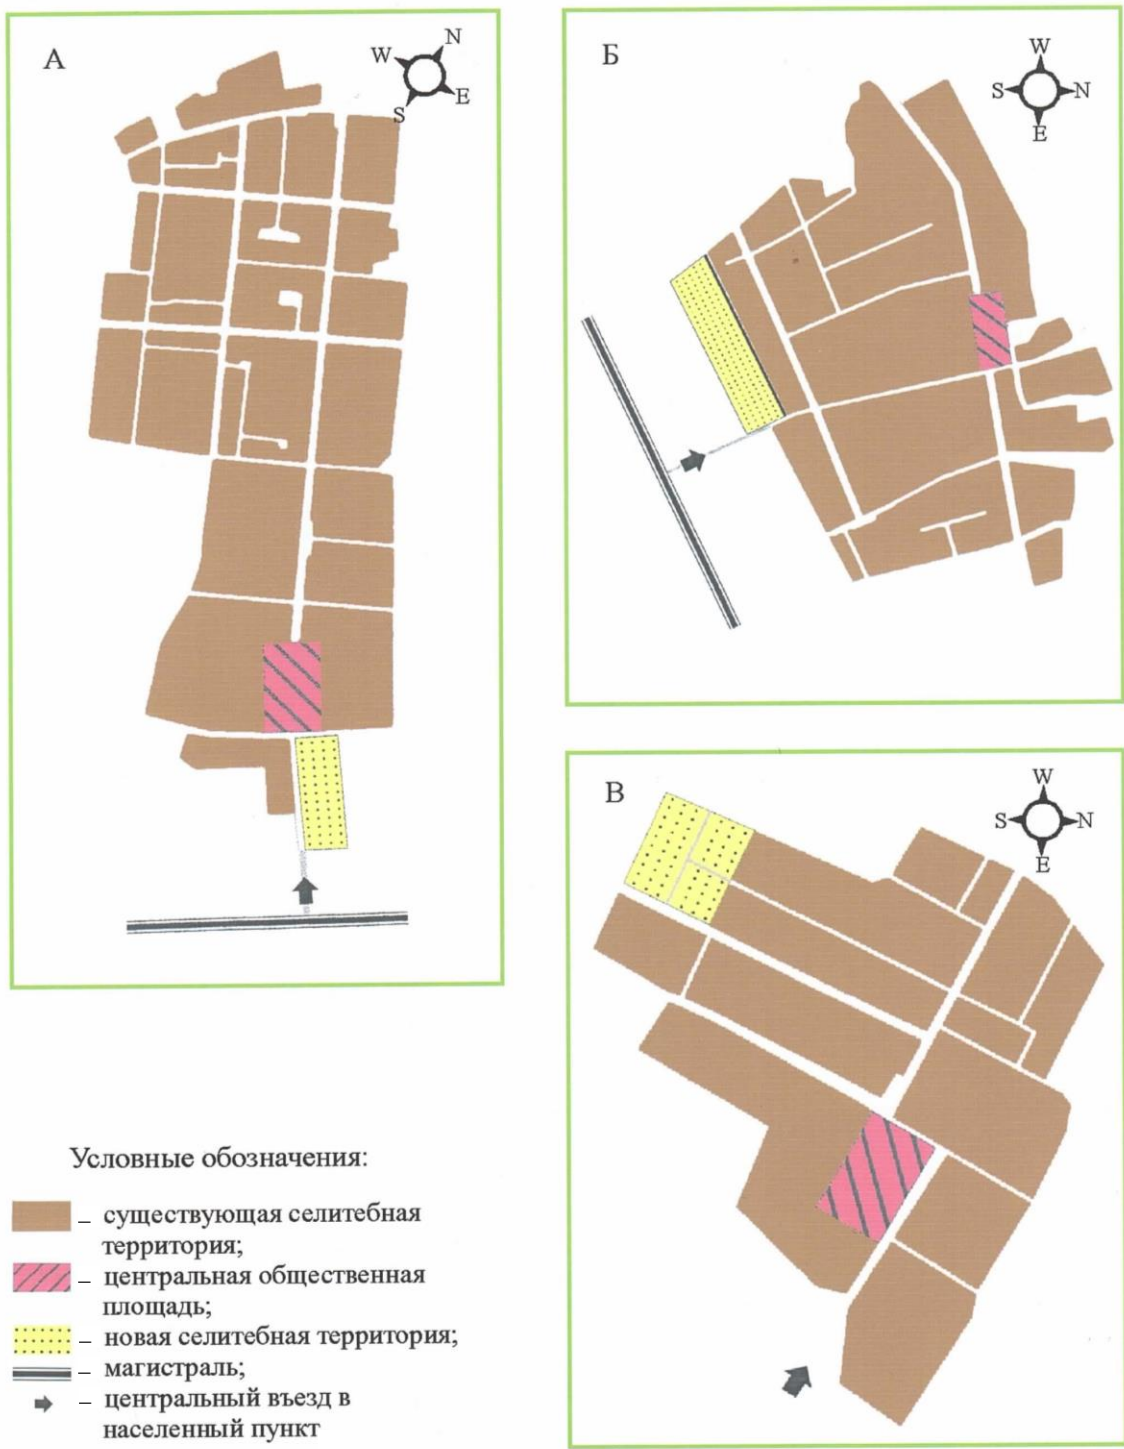 А
N
W
E
S
Б
W
S
N
E
В
W
S
N
E
Условные обозначения:
– существующая селитебная
территория;
– центральная общественная
площадь;
– новая селитебная территория;
– магистраль;
– центральный въезд в
населенный пункт